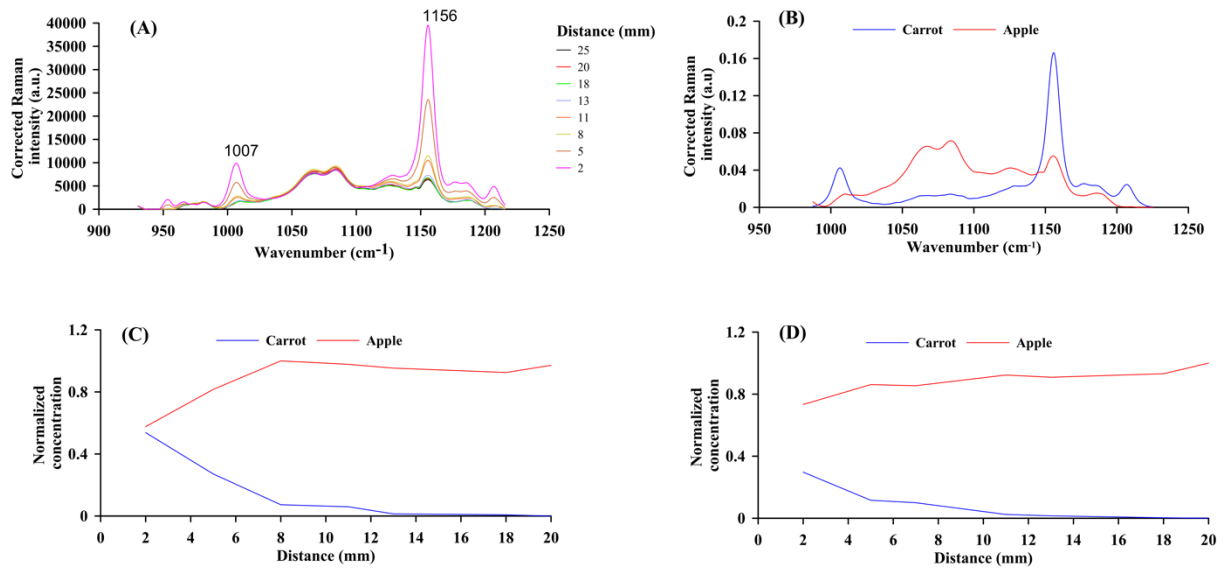 (A)
1156
1007
Distance (mm)
25
20
18
13
11
8
5
2
40000
35000
30000
25000
20000
15000
10000
5000
0
900 950 1000 1050 1100 1150 1200 1250
Corrected Raman
intensity (a.u.)
Wavenumber (cm-1)
(B)
Carrot Apple
0.2
0.16
0.12
0.08
0.04
0
950 1000 1050 1100 1150 1200 1250
Corrected Raman
intensity (a.u)
Wavenumber (cm⁻¹)
(C)
Carrot Apple
1.2
0.8
0.4
0
0 2 4 6 8 10 12 14 16 18 20
Normalized
concentration
Distance (mm)
(D)
Carrot Apple
1.2
0.8
0.4
0
0 2 4 6 8 10 12 14 16 18 20
Normalized
concentration
Distance (mm)